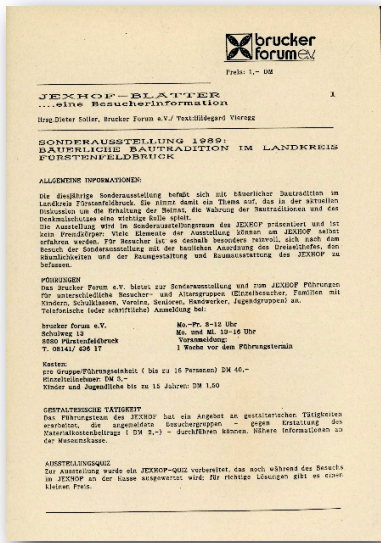 brucker
forum e.v.
Preis: 1,- DM
JEXHOF-BLÄTTER 1
....eine Besucherinformation
Hrsg.Dieter Soller, Brucker Forum e.V./ Text:Hildegard Vieregg
SONDERAUSSTELLUNG 1989:
BÄUERLICHE BAUTRADITION IM LANDKREIS
FÜRSTENFELDBRUCK
ALLGEMEINE INFORMATIONEN:
Die diesjährige Sonderausstellung befaßt sich mit bäuerlicher Bautradition im
Landkreis Fürstenfeldbruck. Sie nimmt damit ein Thema auf, das in der aktuellen
Diskussion um die Erhaltung der Heimat, die Wahrung der Bautraditionen und des
Denkmalschutzes eine wichtige Rolle spielt.
Die Ausstellung wird im Sonderausstellungsraum des JEXHOF präsentiert und ist
kein Fremdkörper: Viele Elemente der Ausstellung können an JEXHOF selbst
erfahren werden. Für Besucher ist es deshalb besonders reizvoll, sich nach dem
Besuch der Sonderausstellung mit der baulichen Anordnung des Dreiseithofes, den
Räumlichkeiten und der Raumgestaltung und Raumausstattung des JEXHOF zu
befassen.
FÜHRUNGEN
Das Brucker Forum e.V. bietet zur Sonderausstellung und zum JEXHOF Führungen
für unterschiedliche Besucher- und Altersgruppen (Einzelbesucher, Familien mit
Kindern, Schulklassen, Vereine, Senioren, Handwerker, Jugendgruppen) an.
Telefonische (oder schriftliche) Anmeldung bei:
brucker forum e.V. Mo.-Fr. 8-12 Uhr
Schulweg 13 Mo. und Mi. 13-16 Uhr
8080 Fürstenfeldbruck Voranmeldung:
T. 08141/ 436 17 1 Woche vor dem Führungstermin
Kosten:
pro Gruppe/Führungseinheit ( bis zu 16 Personen) DM 40,-
Einzelteilnehmer: DM 3,-
Kinder und Jugendliche bis zu 15 Jahren: DM 1,50
GESTALTERISCHE TÄTIGKEIT
Das Führungsteam des JEXHOF hat ein Angebot an gestalterischen Tätigkeiten
erarbeitet, die angemeldete Besuchergruppen - gegen Erstattung des
Materialkostenbeitrags ( DM 2,-) - durchführen können. Nähere Informationen an
der Museumskasse.
AUSSTELLUNGSQUIZ
Zur Ausstellung wurde ein JEXHOF-QUIZ vorbereitet, das noch während des Besuchs
im JEXHOF an der Kasse ausgewertet wird; für richtige Lösungen gibt es einen
kleinen Preis.